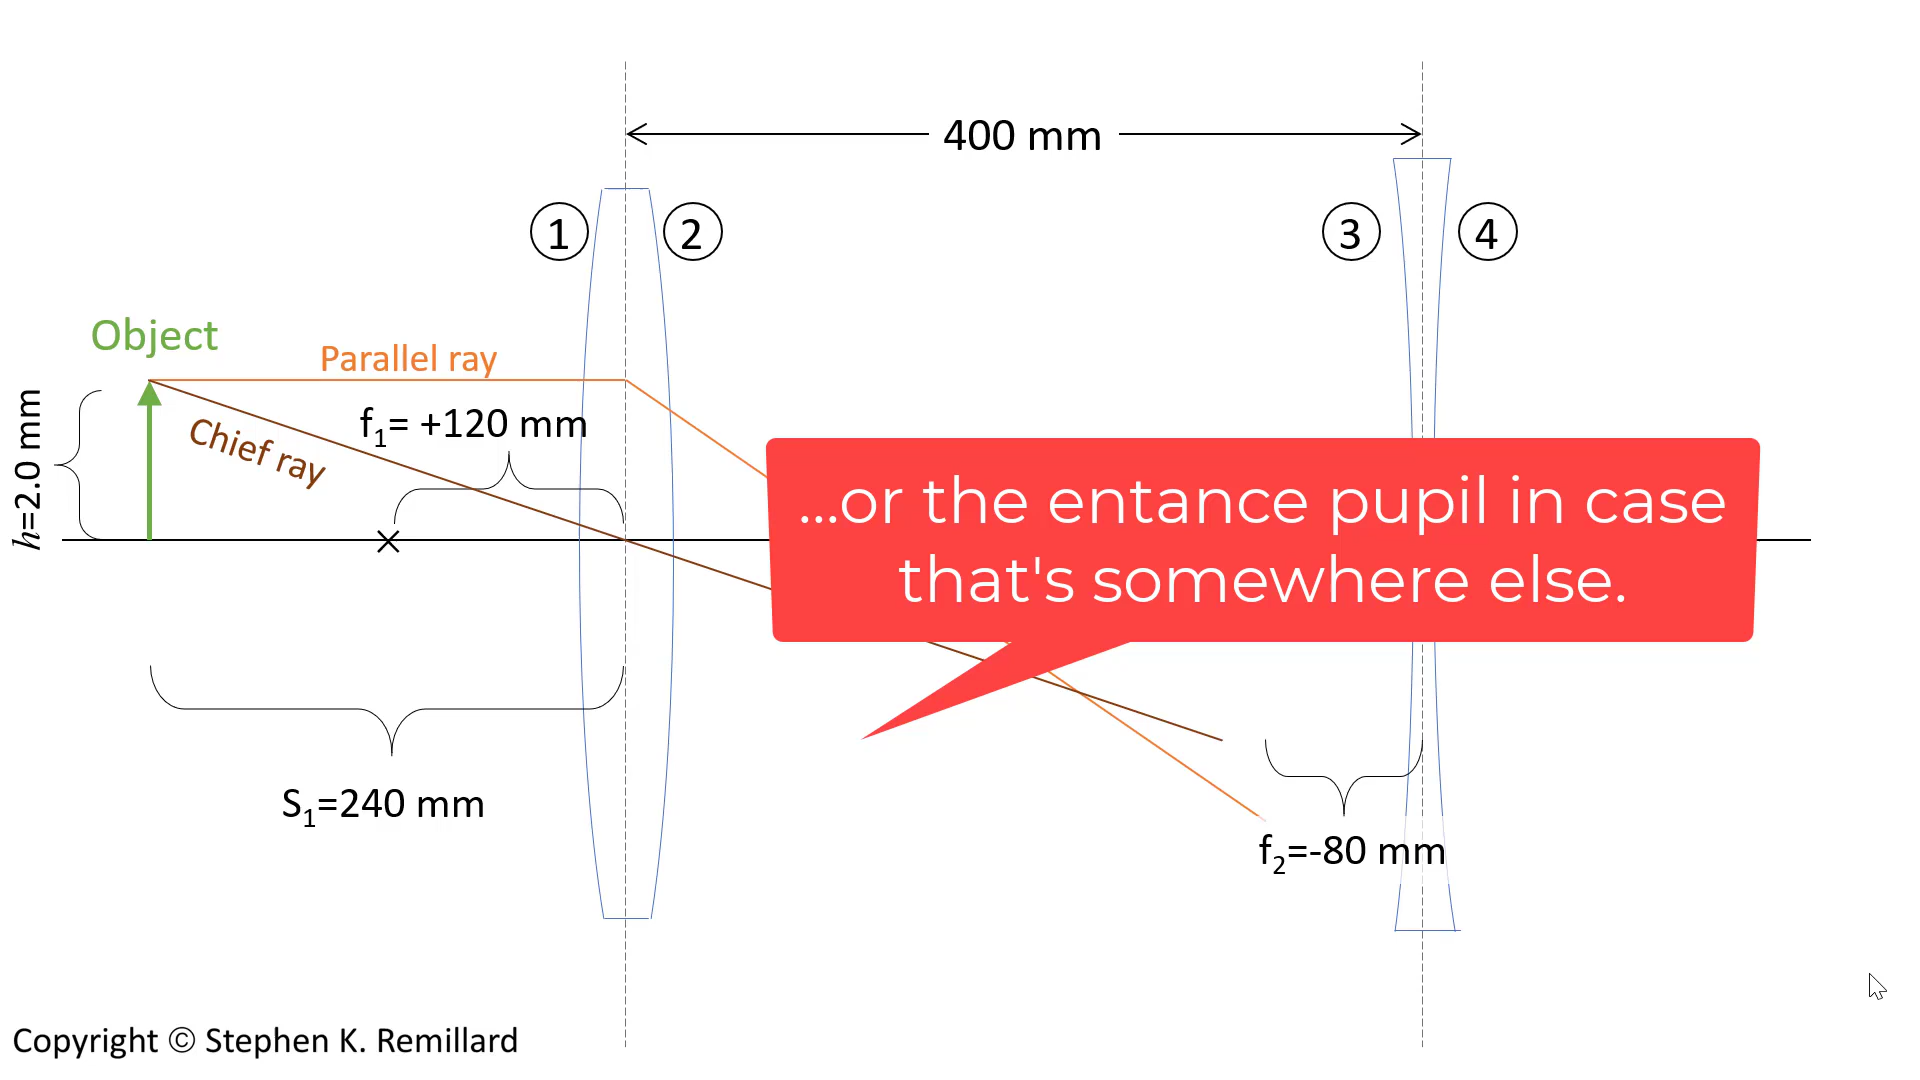 400 mm
① ② ③ ④
Object
Parallel ray
f₁= +120 mm
Chief ray
h=2.0 mm
...or the entance pupil in case
that's somewhere else.
S₁=240 mm
f₂=-80 mm
Copyright © Stephen K. Remillard